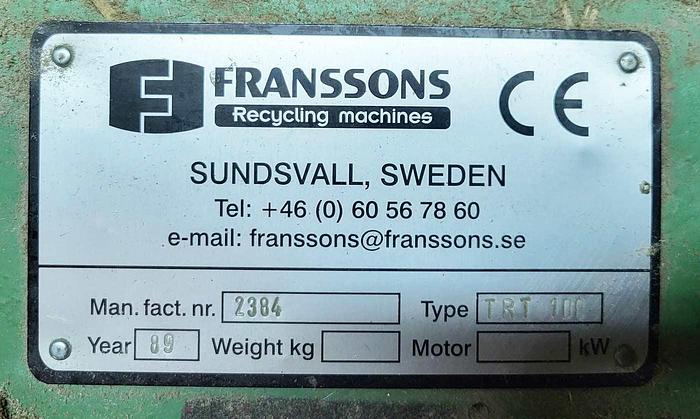 FRANSSONS CE
Recycling machines
SUNDSVALL, SWEDEN
Tel: +46 (0) 60 56 78 60
e-mail: franssons@franssons.se
Man. fact. nr. 2384 Type TRT
Year 89 Weight kg Motor kW